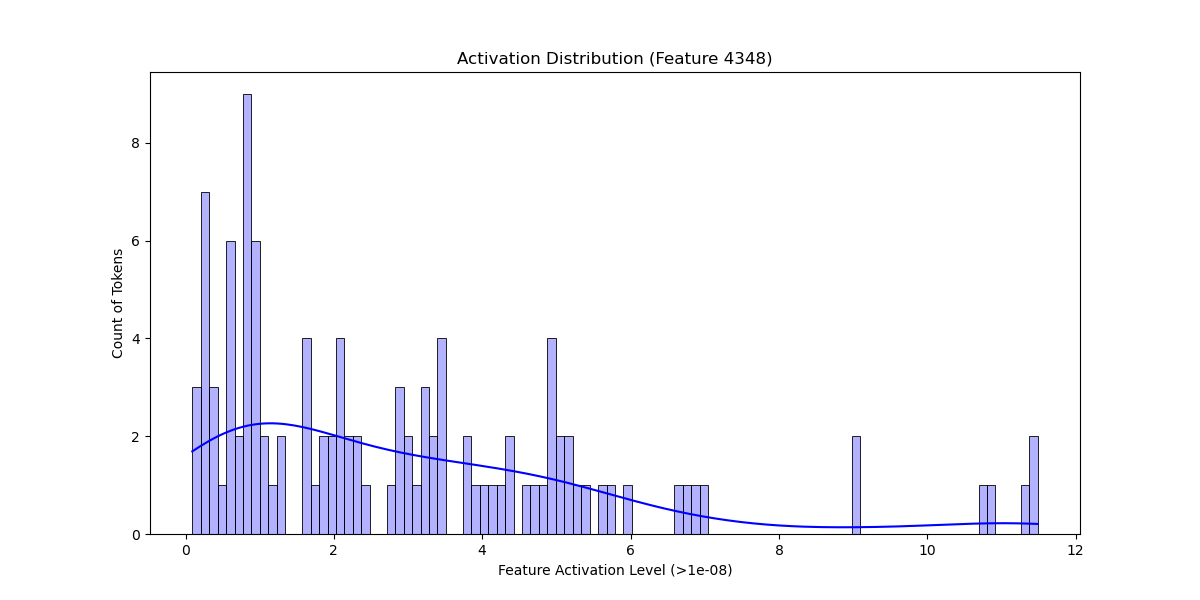 Activation Distribution (Feature 4348)
Count of Tokens
8
6
4
2
0
0 2 4 6 8 10 12
Feature Activation Level (>1e-08)